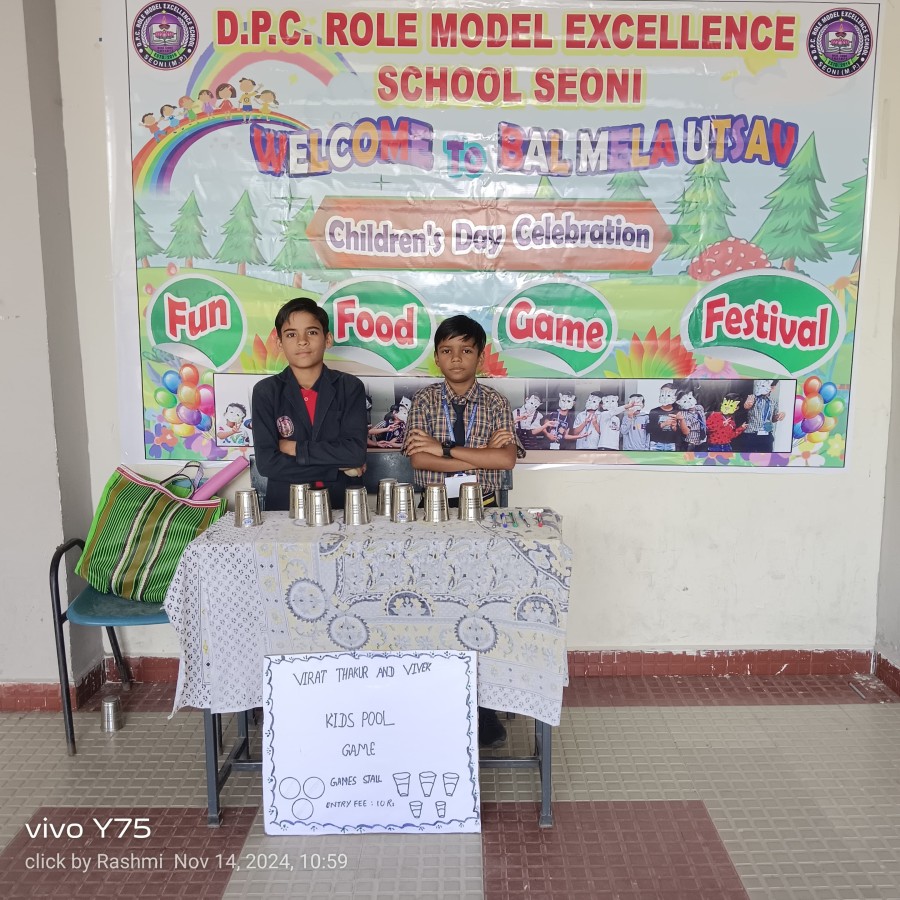 D.P.C. ROLE MODEL EXCELLENCE
SCHOOL SEONI
WELCOME TO BAL MELA UTSAV
Children's Day Celebration
Fun
Food
Game
Festival
VIRAT THAKUR AND VIVEK
KIDS POOL
GAME
GAMES STALL
ENTRY FEE : 10 Rs
vivo Y75
click by Rashmi Nov 14, 2024, 10:59